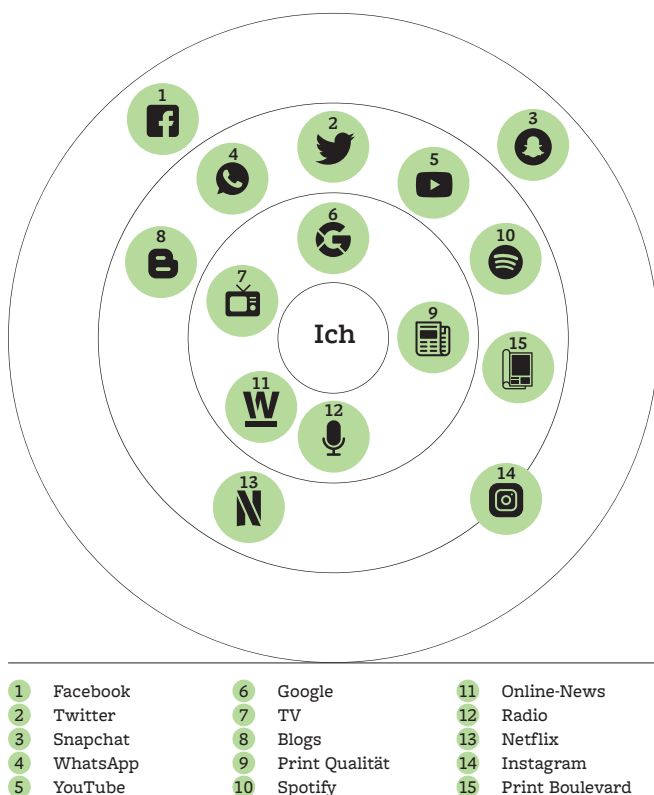 1
2
3
4
5
6
8
10
7
Ich
9
15
11
12
W
13
14
N
1 Facebook
2 Twitter
3 Snapchat
4 WhatsApp
5 YouTube
6 Google
7 TV
8 Blogs
9 Print Qualität
10 Spotify
11 Online-News
12 Radio
13 Netflix
14 Instagram
15 Print Boulevard